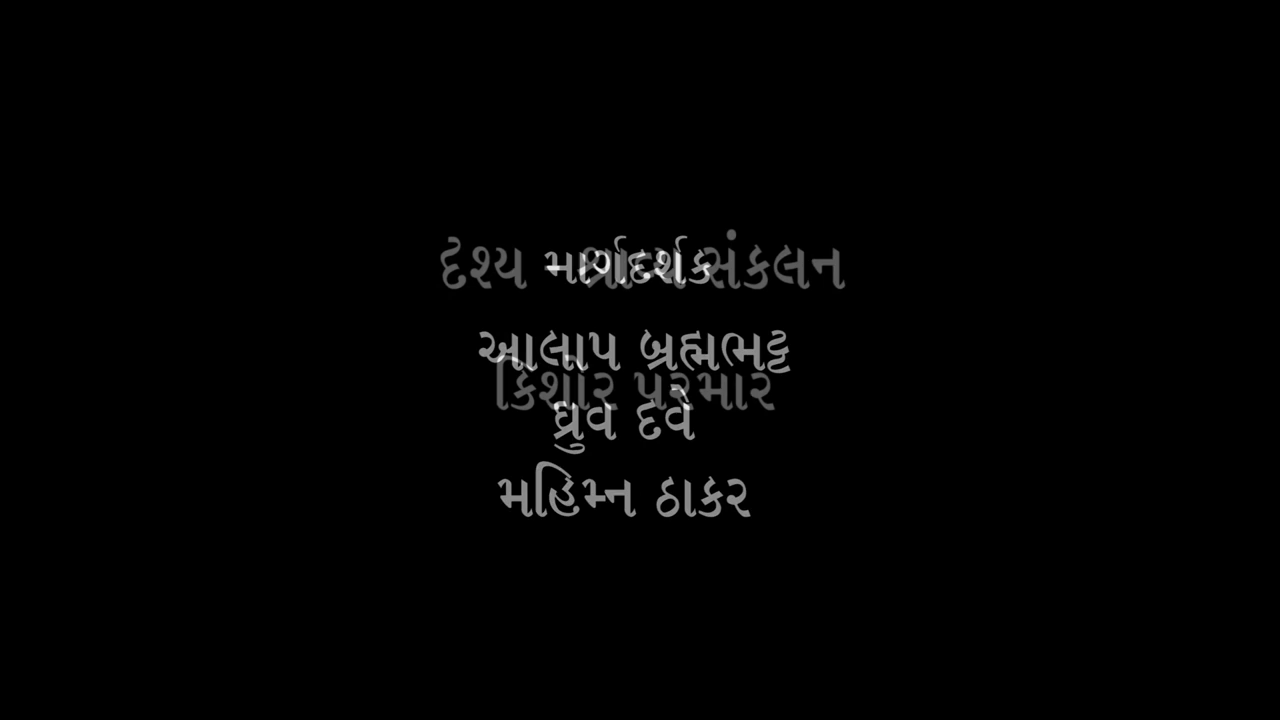 દૃશ્ય સંકલન
માર્ગદર્શક
આલાપ બ્રહ્મભટ્ટ
કિશોર પરમાર
ધ્રુવ દવે
મહિમ્ન ઠાકર